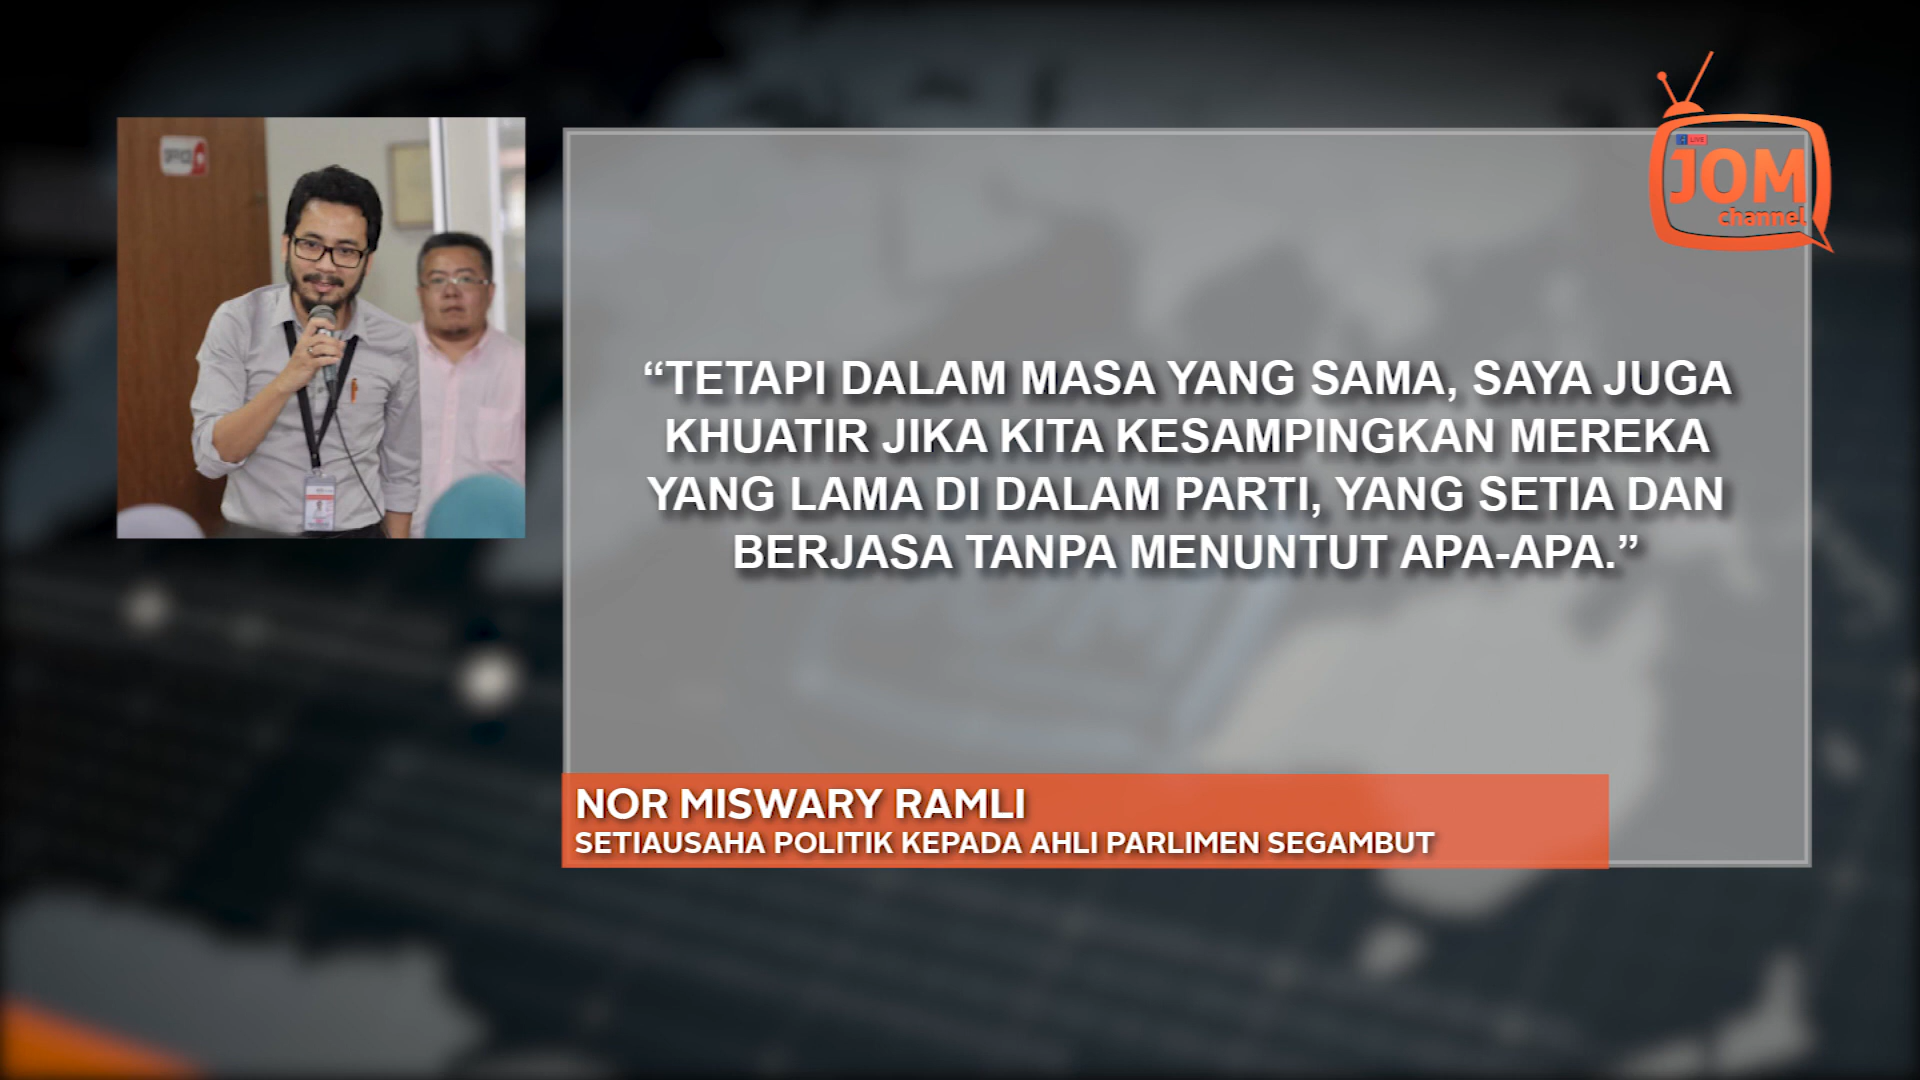 LIVE
JOM
channel
“TETAPI DALAM MASA YANG SAMA, SAYA JUGA
KHUATIR JIKA KITA KESAMPINGKAN MEREKA
YANG LAMA DI DALAM PARTI, YANG SETIA DAN
BERJASA TANPA MENUNTUT APA-APA.”
NOR MISWARY RAMLI
SETIAUSAHA POLITIK KEPADA AHLI PARLIMEN SEGAMBUT